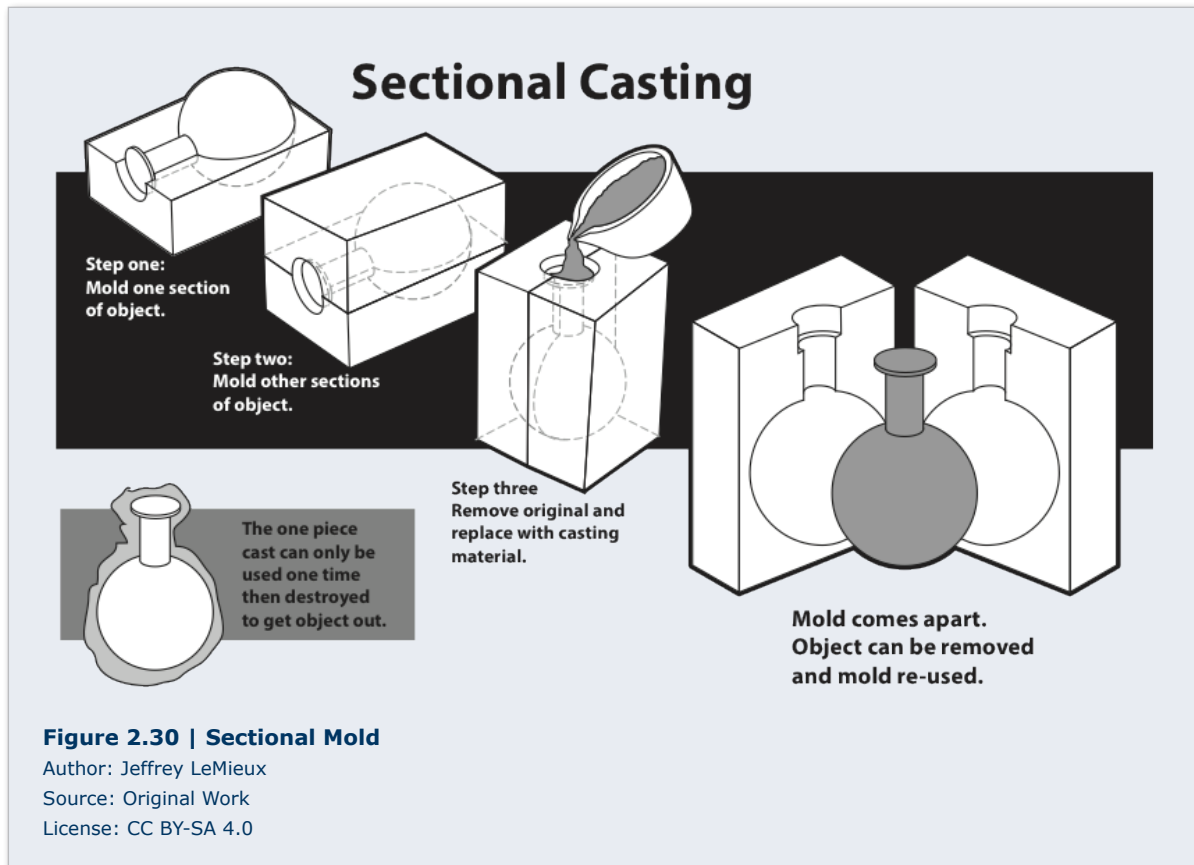 Sectional Casting
Step one:
Mold one section
of object.
Step two:
Mold other sections
of object.
Step three
Remove original and
replace with casting
material.
The one piece
cast can only be
used one time
then destroyed
to get object out.
Mold comes apart.
Object can be removed
and mold re-used.
Figure 2.30 | Sectional Mold
Author: Jeffrey LeMieux
Source: Original Work
License: CC BY-SA 4.0